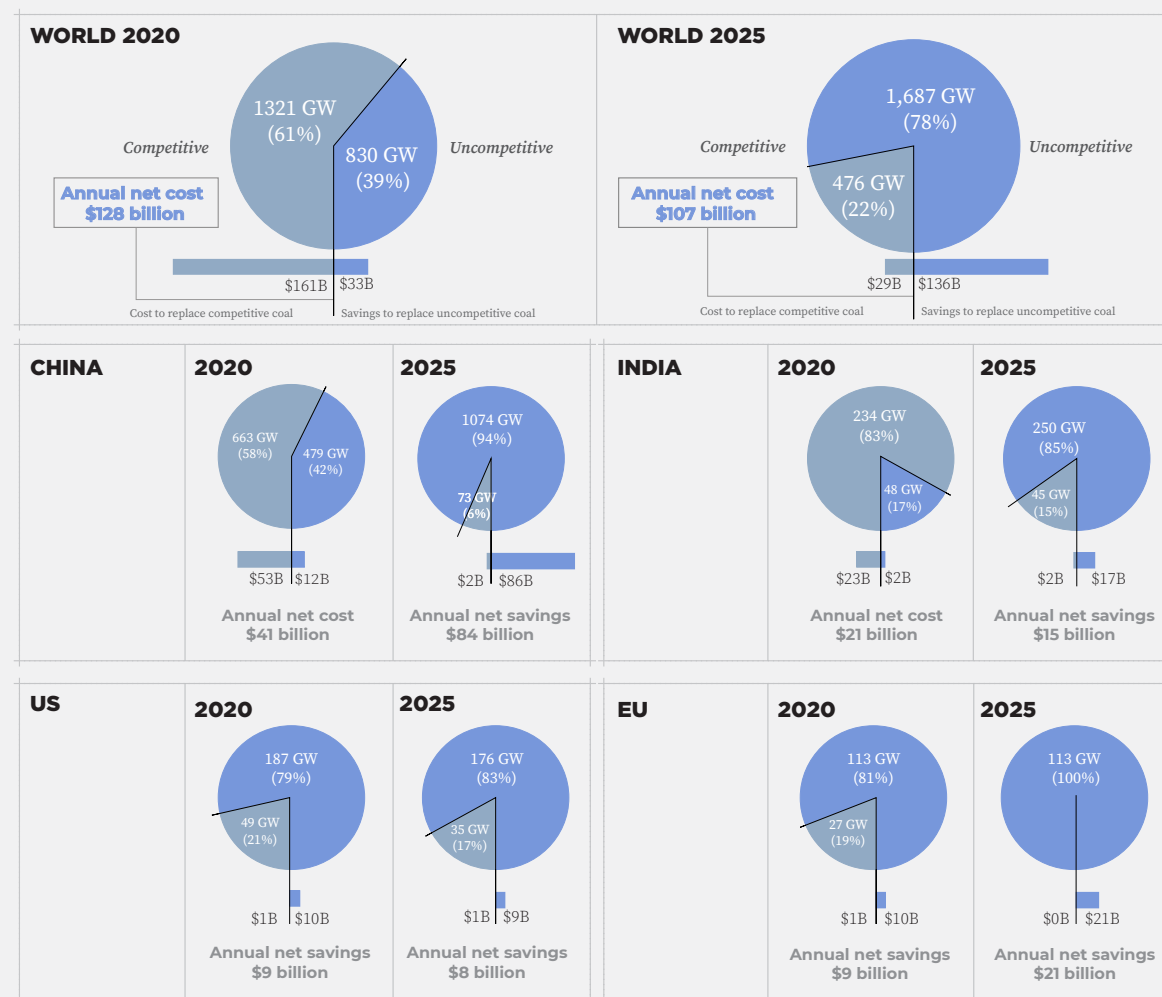 WORLD 2020
1321 GW
(61%)
830 GW
(39%)
Competitive
Uncompetitive
Annual net cost
$128 billion
$161B
$33B
Cost to replace competitive coal
Savings to replace uncompetitive coal
WORLD 2025
1,687 GW
(78%)
476 GW
(22%)
Competitive
Uncompetitive
Annual net cost
$107 billion
$29B
$136B
Cost to replace competitive coal
Savings to replace uncompetitive coal
CHINA
2020
663 GW
(58%)
479 GW
(42%)
$53B
$12B
Annual net cost
$41 billion
2025
1074 GW
(94%)
73 GW
(6%)
$2B
$86B
Annual net savings
$84 billion
INDIA
2020
234 GW
(83%)
48 GW
(17%)
$23B
$2B
Annual net cost
$21 billion
2025
250 GW
(85%)
45 GW
(15%)
$2B
$17B
Annual net savings
$15 billion
US
2020
187 GW
(79%)
49 GW
(21%)
$1B
$10B
Annual net savings
$9 billion
2025
176 GW
(83%)
35 GW
(17%)
$1B
$9B
Annual net savings
$8 billion
EU
2020
113 GW
(81%)
27 GW
(19%)
$1B
$10B
Annual net savings
$9 billion
2025
113 GW
(100%)
$0B
$21B
Annual net savings
$21 billion